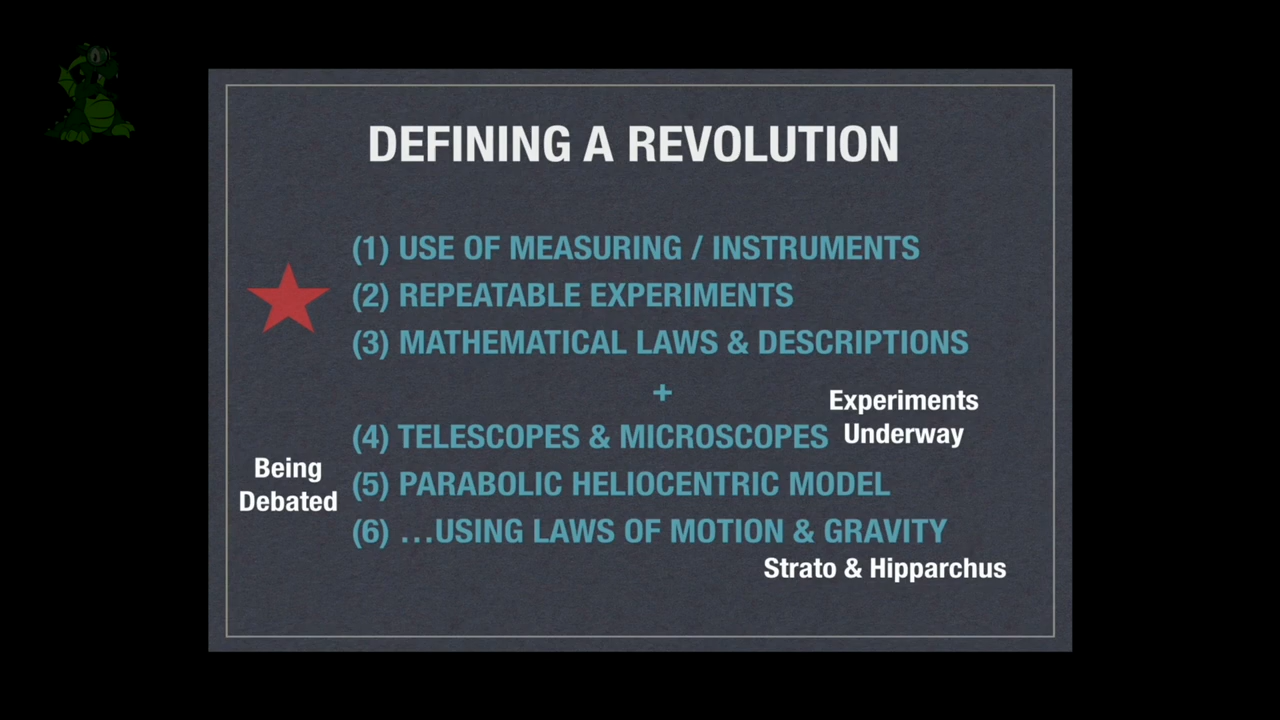 DEFINING A REVOLUTION
(1) USE OF MEASURING / INSTRUMENTS
(2) REPEATABLE EXPERIMENTS
(3) MATHEMATICAL LAWS & DESCRIPTIONS
+
Experiments
Underway
(4) TELESCOPES & MICROSCOPES
Being
Debated
(5) PARABOLIC HELIOCENTRIC MODEL
(6) ...USING LAWS OF MOTION & GRAVITY
Strato & Hipparchus